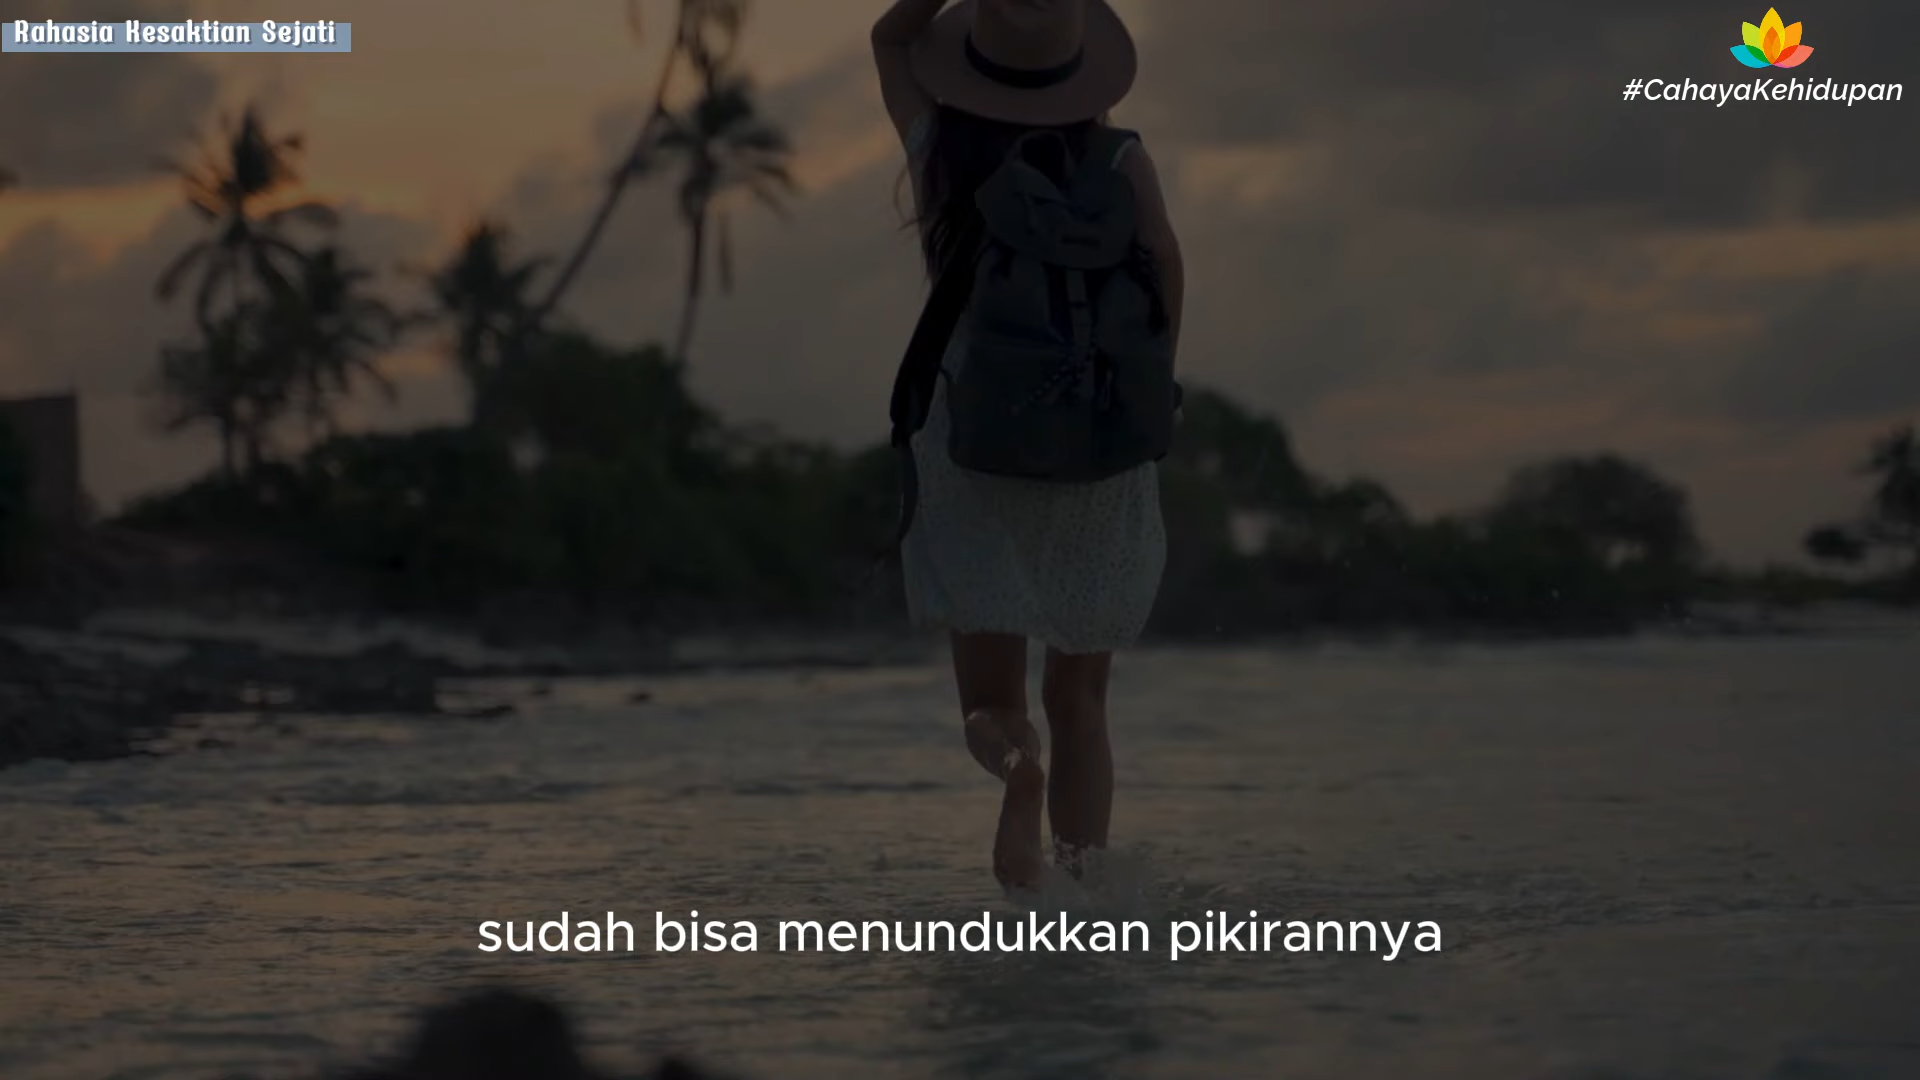 Rahasia Kesaktian Sejati
#CahayaKehidupan
sudah bisa menundukkan pikirannya